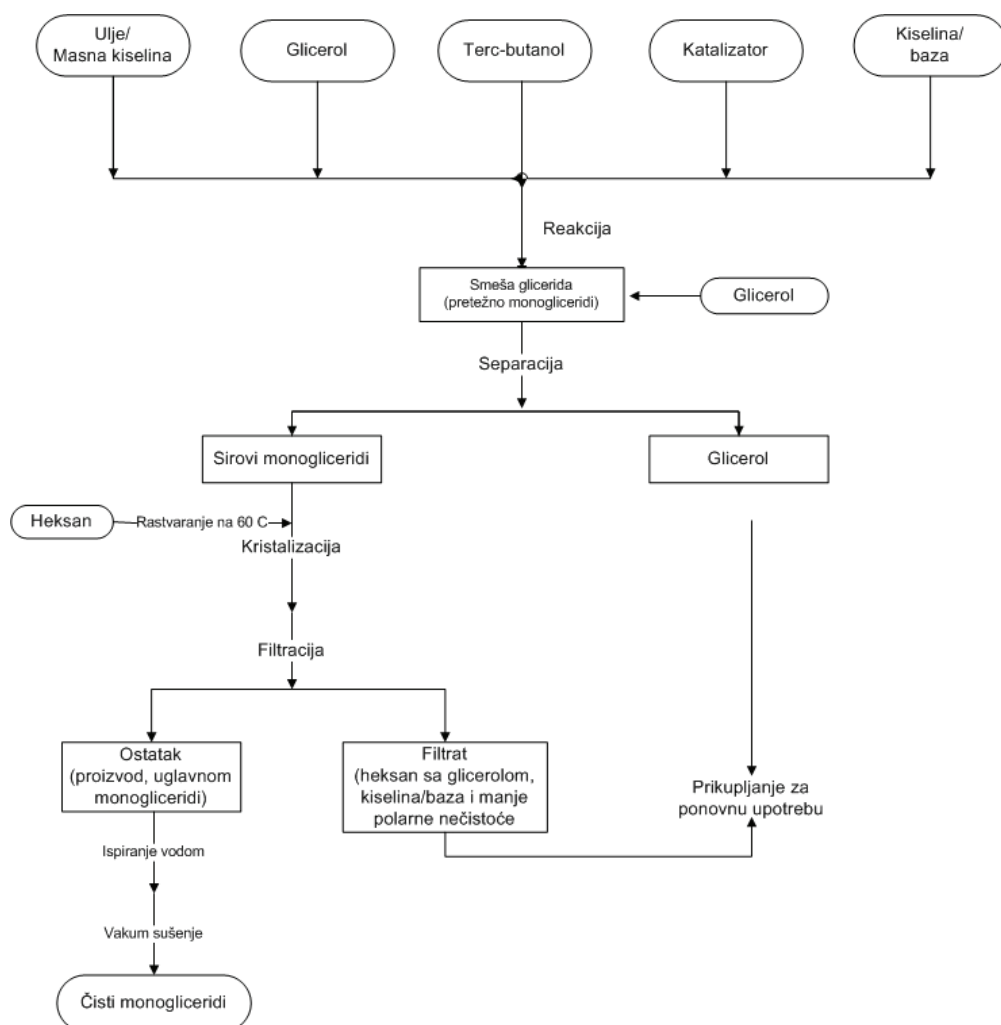 Ulje/
Masna kiselina
Glicerol
Terc-butanol
Katalizator
Kiselina/
baza
Reakcija
Smeša glicerida
(pretežno monogliceridi)
Glicerol
Separacija
Sirovi monogliceridi
Glicerol
Heksan
Rastvaranje na 60 C
Kristalizacija
Filtracija
Ostatak
(proizvod, uglavnom
monogliceridi)
Filtrat
(heksan sa glicerolom,
kiselina/baza i manje
polarne nečistoće
Prikupljanje za
ponovnu upotrebu
Ispiranje vodom
Vakum sušenje
Čisti monogliceridi